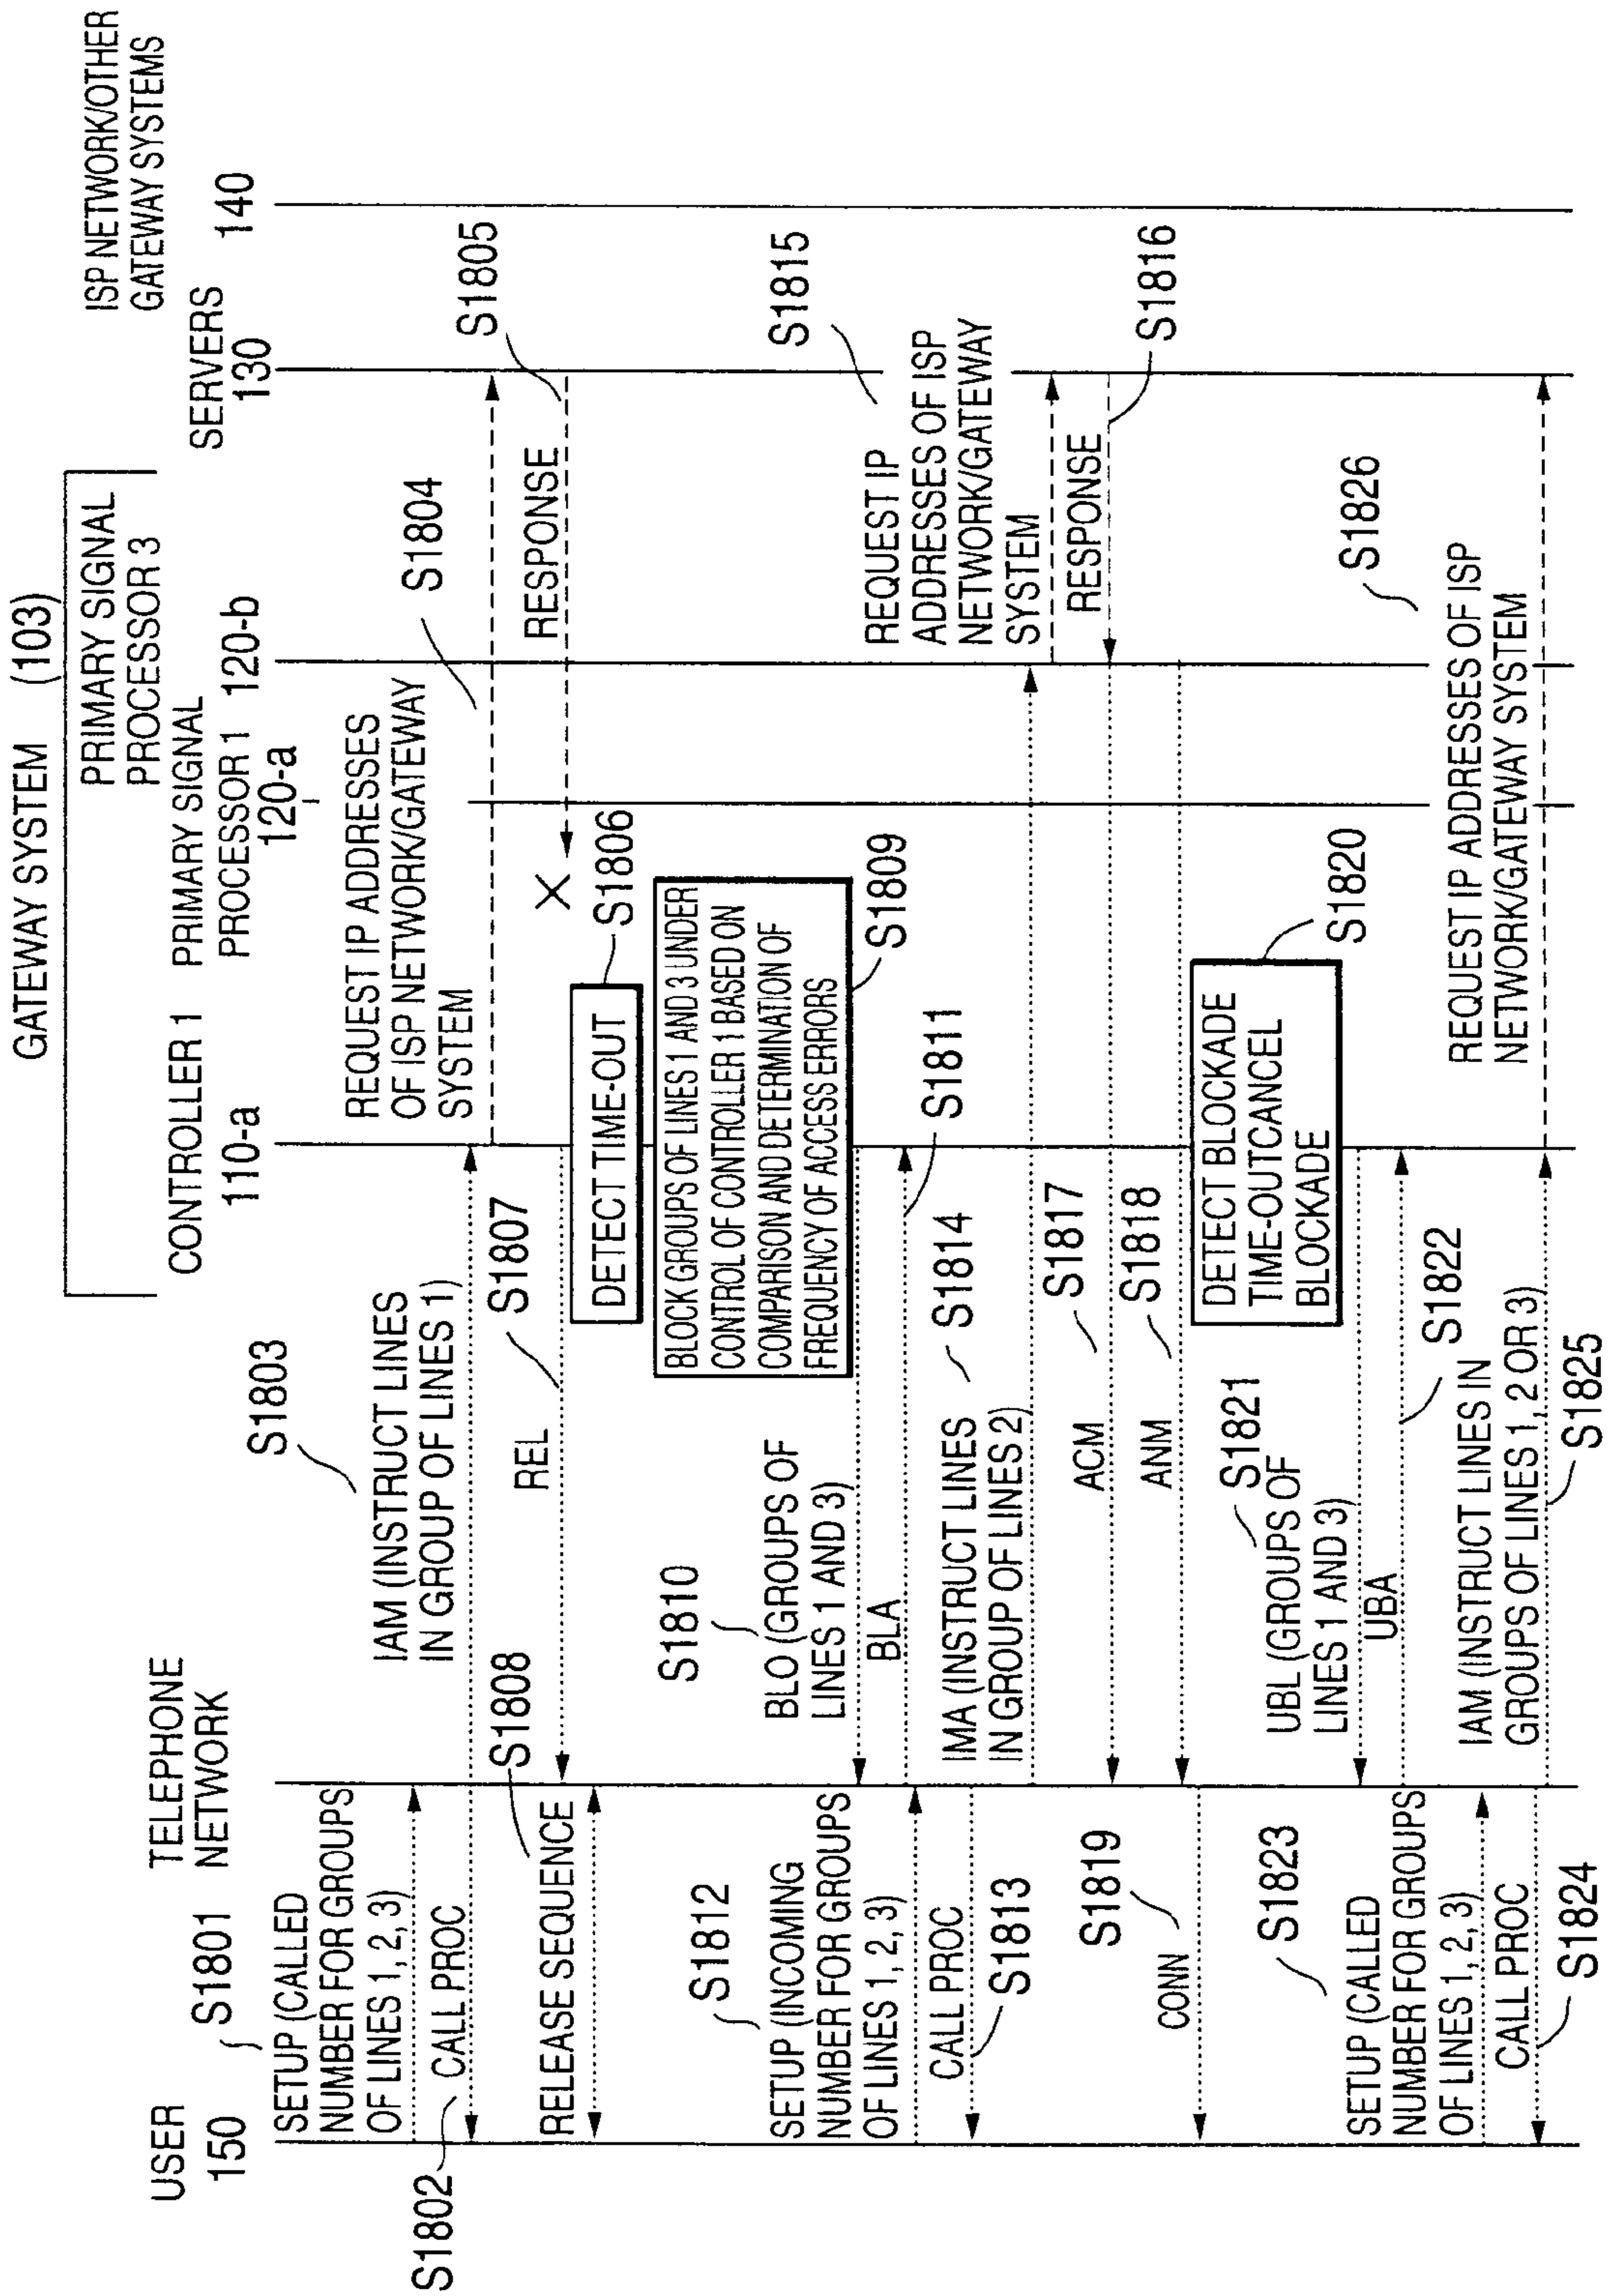 GATEWAY SYSTEM (103)
USER
150
TELEPHONE
NETWORK
CONTROLLER 1
110-a
PRIMARY SIGNAL
PROCESSOR 1
120-a
PRIMARY SIGNAL
PROCESSOR 3
120-b
SERVERS
130
ISP NETWORK/OTHER
GATEWAY SYSTEMS
140
S1801
SETUP (CALLED
NUMBER FOR GROUPS
OF LINES 1, 2, 3)
S1802
CALL PROC
S1803
IAM (INSTRUCT LINES
IN GROUP OF LINES 1)
REQUEST IP ADDRESSES
OF ISP NETWORK/GATEWAY
SYSTEM
S1804
S1805
RESPONSE
X
S1806
DETECT TIME-OUT
S1807
REL
S1808
RELEASE SEQUENCE
S1809
BLOCK GROUPS OF LINES 1 AND 3 UNDER
CONTROL OF CONTROLLER 1 BASED ON
COMPARISON AND DETERMINATION OF
FREQUENCY OF ACCESS ERRORS
S1810
BLO (GROUPS OF
LINES 1 AND 3)
S1811
BLA
S1812
SETUP (INCOMING
NUMBER FOR GROUPS
OF LINES 1, 2, 3)
CALL PROC
S1813
S1814
IMA (INSTRUCT LINES
IN GROUP OF LINES 2)
S1815
REQUEST IP
ADDRESSES OF ISP
NETWORK/GATEWAY
SYSTEM
RESPONSE
S1816
S1817
ACM
S1818
ANM
S1819
CONN
S1820
DETECT BLOCKADE
TIME-OUTCANCEL
BLOCKADE
S1821
UBL (GROUPS OF
LINES 1 AND 3)
UBA
S1822
S1823
SETUP (CALLED
NUMBER FOR GROUPS
OF LINES 1, 2, 3)
CALL PROC
S1824
IAM (INSTRUCT LINES IN
GROUPS OF LINES 1, 2 OR 3)
S1825
S1826
REQUEST IP ADDRESSES OF ISP
NETWORK/GATEWAY SYSTEM